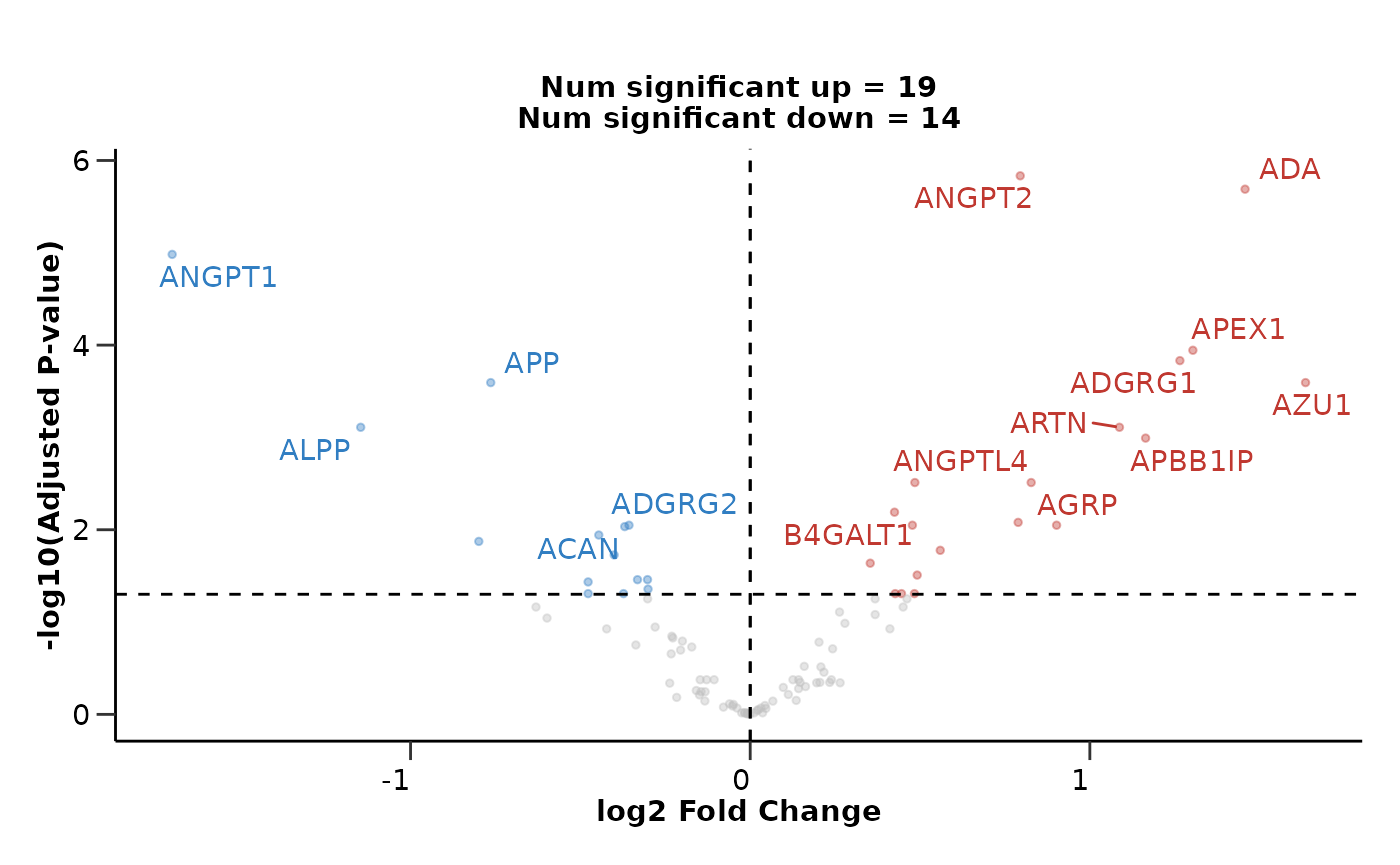 Num significant up = 19
Num significant down = 14
6
ADA
ANGPT2
ANGPT1
APEX1
4
APP
ADGRG1
AZU1
ARTN
ALPP
ANGPTL4
APBB1IP
ADGRG2
AGRP
2
B4GALT1
ACAN
0
-log10(Adjusted P-value)
-1
0
1
log2 Fold Change